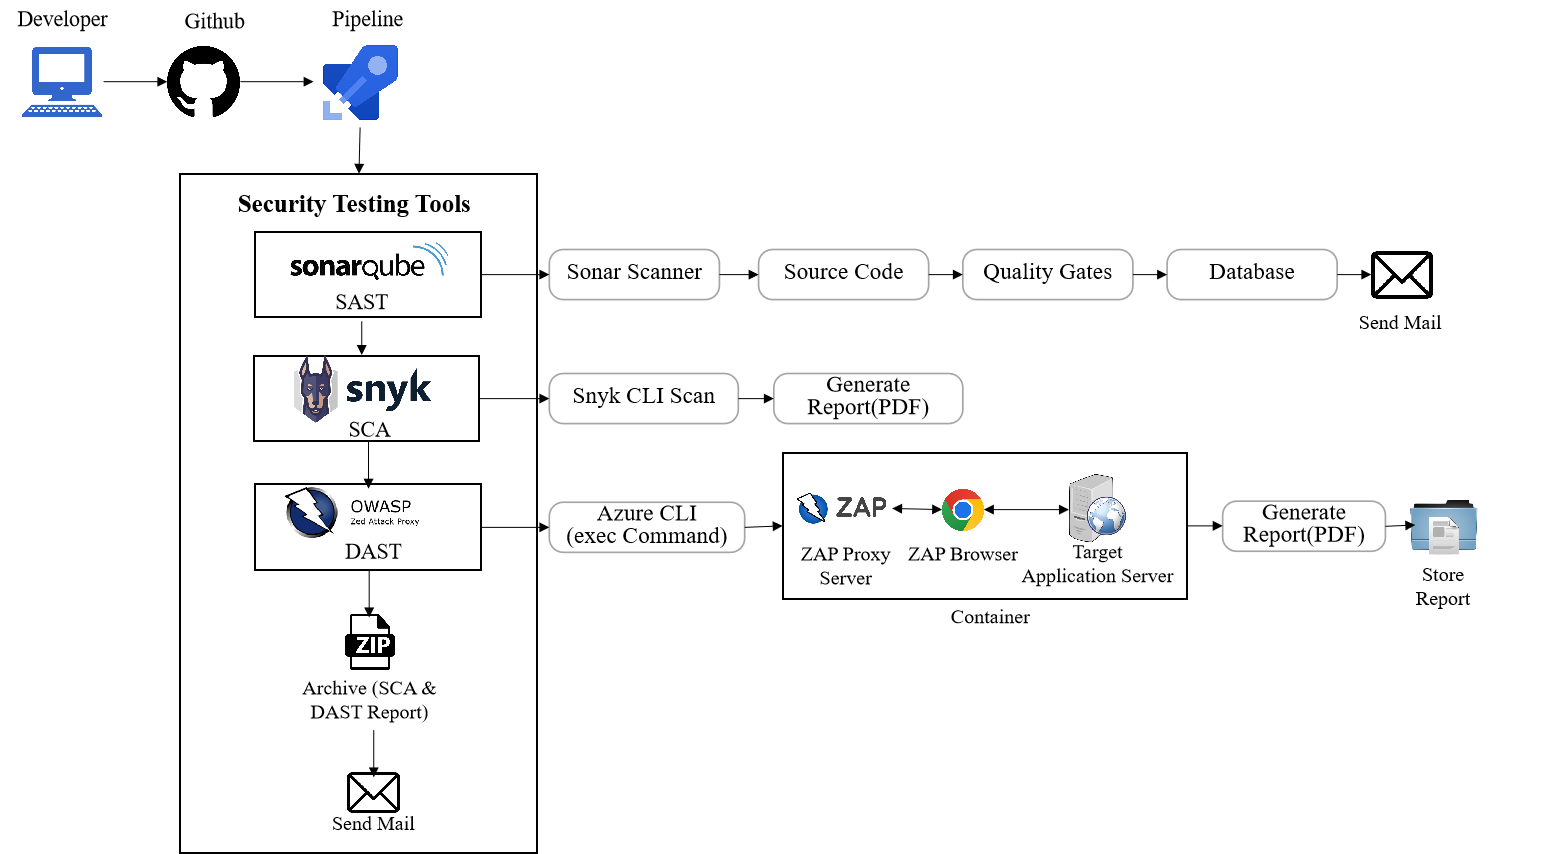 Developer
Github
Pipeline
Security Testing Tools
sonarqube
SAST
Sonar Scanner
Source Code
Quality Gates
Database
Send Mail
snyk
SCA
Snyk CLI Scan
Generate
Report(PDF)
OWASP
Zed Attack Proxy
DAST
Azure CLI
(exec Command)
ZAP
ZAP Proxy
Server
ZAP Browser
Target
Application Server
Container
Generate
Report(PDF)
Store
Report
ZIP
Archive (SCA &
DAST Report)
Send Mail